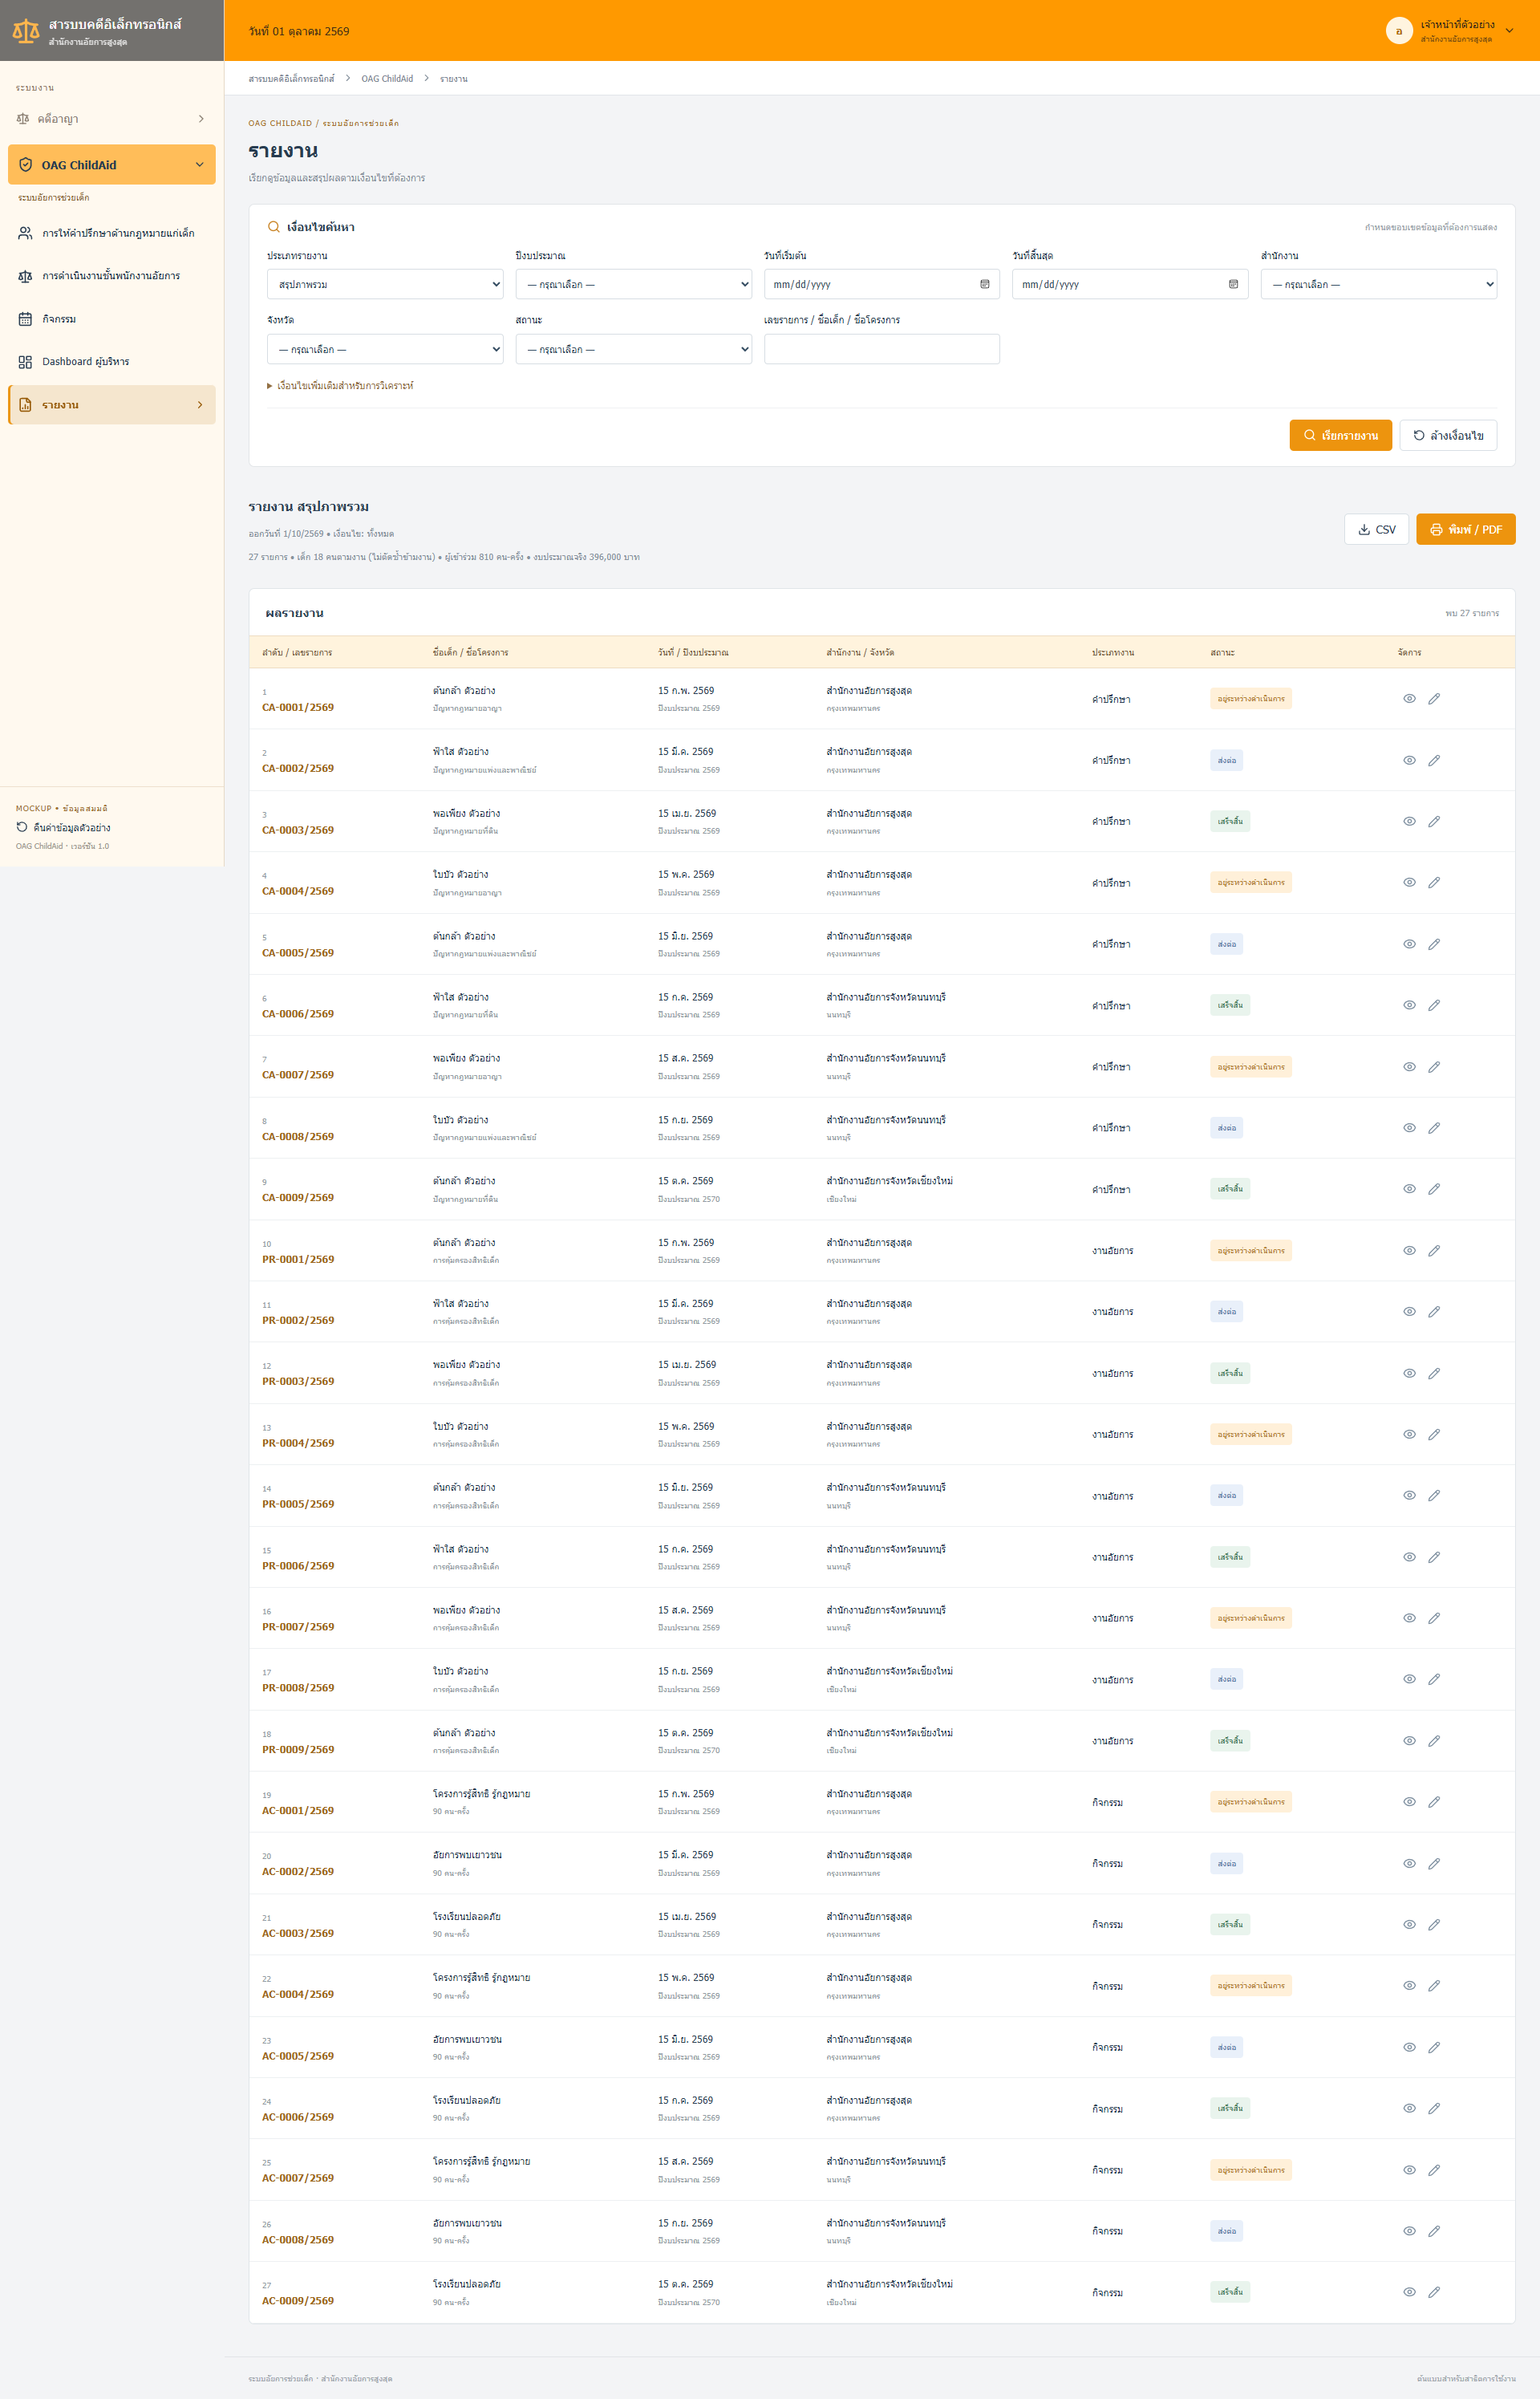 สารบบคดีอิเล็กทรอนิกส์
สำนักงานอัยการสูงสุด
วันที่ 01 ตุลาคม 2569
อ
เจ้าหน้าที่ตัวอย่าง
สำนักงานอัยการสูงสุด
สารบบคดีอิเล็กทรอนิกส์ OAG ChildAid รายงาน
ระบบงาน
คดีอาญา
OAG ChildAid
ระบบอัยการช่วยเด็ก
การให้คำปรึกษาด้านกฎหมายแก่เด็ก
การดำเนินงานชั้นพนักงานอัยการ
กิจกรรม
Dashboard ผู้บริหาร
รายงาน
MOCKUP • ข้อมูลสมมติ
คืนค่าข้อมูลตัวอย่าง
OAG ChildAid · เวอร์ชัน 1.0
OAG CHILDAID / ระบบอัยการช่วยเด็ก
รายงาน
เรียกดูข้อมูลและสรุปผลตามเงื่อนไขที่ต้องการ
เงื่อนไขค้นหา กำหนดขอบเขตข้อมูลที่ต้องการแสดง
ประเภทรายงาน ปีงบประมาณ วันที่เริ่มต้น วันที่สิ้นสุด สำนักงาน
สรุปภาพรวม — กรุณาเลือก — mm/dd/yyyy mm/dd/yyyy — กรุณาเลือก —
จังหวัด สถานะ เลขรายการ / ชื่อเด็ก / ชื่อโครงการ
— กรุณาเลือก — — กรุณาเลือก —
เงื่อนไขเพิ่มเติมสำหรับการวิเคราะห์
เรียกรายงาน ล้างเงื่อนไข
รายงาน สรุปภาพรวม
ออกวันที่ 1/10/2569 • เงื่อนไข: ทั้งหมด
27 รายการ • เด็ก 18 คนตามงาน (ไม่ตัดซ้ำข้ามงาน) • ผู้เข้าร่วม 810 คน-ครั้ง • งบประมาณจริง 396,000 บาท
CSV พิมพ์ / PDF
ผลรายงาน พบ 27 รายการ
ลำดับ / เลขรายการ ชื่อเด็ก / ชื่อโครงการ วันที่ / ปีงบประมาณ สำนักงาน / จังหวัด ประเภทงาน สถานะ จัดการ
1 ต้นกล้า ตัวอย่าง 15 ก.พ. 2569 สำนักงานอัยการสูงสุด คำปรึกษา อยู่ระหว่างดำเนินการ
CA-0001/2569 ปัญหากฎหมายอาญา ปีงบประมาณ 2569 กรุงเทพมหานคร
2 ฟ้าใส ตัวอย่าง 15 มี.ค. 2569 สำนักงานอัยการสูงสุด คำปรึกษา ส่งต่อ
CA-0002/2569 ปัญหากฎหมายแพ่งและพาณิชย์ ปีงบประมาณ 2569 กรุงเทพมหานคร
3 พอเพียง ตัวอย่าง 15 เม.ย. 2569 สำนักงานอัยการสูงสุด คำปรึกษา เสร็จสิ้น
CA-0003/2569 ปัญหากฎหมายที่ดิน ปีงบประมาณ 2569 กรุงเทพมหานคร
4 ใบบัว ตัวอย่าง 15 พ.ค. 2569 สำนักงานอัยการสูงสุด คำปรึกษา อยู่ระหว่างดำเนินการ
CA-0004/2569 ปัญหากฎหมายอาญา ปีงบประมาณ 2569 กรุงเทพมหานคร
5 ต้นกล้า ตัวอย่าง 15 มิ.ย. 2569 สำนักงานอัยการสูงสุด คำปรึกษา ส่งต่อ
CA-0005/2569 ปัญหากฎหมายแพ่งและพาณิชย์ ปีงบประมาณ 2569 กรุงเทพมหานคร
6 ฟ้าใส ตัวอย่าง 15 ก.ค. 2569 สำนักงานอัยการจังหวัดนนทบุรี คำปรึกษา เสร็จสิ้น
CA-0006/2569 ปัญหากฎหมายที่ดิน ปีงบประมาณ 2569 นนทบุรี
7 พอเพียง ตัวอย่าง 15 ส.ค. 2569 สำนักงานอัยการจังหวัดนนทบุรี คำปรึกษา อยู่ระหว่างดำเนินการ
CA-0007/2569 ปัญหากฎหมายอาญา ปีงบประมาณ 2569 นนทบุรี
8 ใบบัว ตัวอย่าง 15 ก.ย. 2569 สำนักงานอัยการจังหวัดนนทบุรี คำปรึกษา ส่งต่อ
CA-0008/2569 ปัญหากฎหมายแพ่งและพาณิชย์ ปีงบประมาณ 2569 นนทบุรี
9 ต้นกล้า ตัวอย่าง 15 ต.ค. 2569 สำนักงานอัยการจังหวัดเชียงใหม่ คำปรึกษา เสร็จสิ้น
CA-0009/2569 ปัญหากฎหมายที่ดิน ปีงบประมาณ 2570 เชียงใหม่
10 ต้นกล้า ตัวอย่าง 15 ก.พ. 2569 สำนักงานอัยการสูงสุด งานอัยการ อยู่ระหว่างดำเนินการ
PR-0001/2569 การคุ้มครองสิทธิเด็ก ปีงบประมาณ 2569 กรุงเทพมหานคร
11 ฟ้าใส ตัวอย่าง 15 มี.ค. 2569 สำนักงานอัยการสูงสุด งานอัยการ ส่งต่อ
PR-0002/2569 การคุ้มครองสิทธิเด็ก ปีงบประมาณ 2569 กรุงเทพมหานคร
12 พอเพียง ตัวอย่าง 15 เม.ย. 2569 สำนักงานอัยการสูงสุด งานอัยการ เสร็จสิ้น
PR-0003/2569 การคุ้มครองสิทธิเด็ก ปีงบประมาณ 2569 กรุงเทพมหานคร
13 ใบบัว ตัวอย่าง 15 พ.ค. 2569 สำนักงานอัยการสูงสุด งานอัยการ อยู่ระหว่างดำเนินการ
PR-0004/2569 การคุ้มครองสิทธิเด็ก ปีงบประมาณ 2569 กรุงเทพมหานคร
14 ต้นกล้า ตัวอย่าง 15 มิ.ย. 2569 สำนักงานอัยการจังหวัดนนทบุรี งานอัยการ ส่งต่อ
PR-0005/2569 การคุ้มครองสิทธิเด็ก ปีงบประมาณ 2569 นนทบุรี
15 ฟ้าใส ตัวอย่าง 15 ก.ค. 2569 สำนักงานอัยการจังหวัดนนทบุรี งานอัยการ เสร็จสิ้น
PR-0006/2569 การคุ้มครองสิทธิเด็ก ปีงบประมาณ 2569 นนทบุรี
16 พอเพียง ตัวอย่าง 15 ส.ค. 2569 สำนักงานอัยการจังหวัดนนทบุรี งานอัยการ อยู่ระหว่างดำเนินการ
PR-0007/2569 การคุ้มครองสิทธิเด็ก ปีงบประมาณ 2569 นนทบุรี
17 ใบบัว ตัวอย่าง 15 ก.ย. 2569 สำนักงานอัยการจังหวัดเชียงใหม่ งานอัยการ ส่งต่อ
PR-0008/2569 การคุ้มครองสิทธิเด็ก ปีงบประมาณ 2569 เชียงใหม่
18 ต้นกล้า ตัวอย่าง 15 ต.ค. 2569 สำนักงานอัยการจังหวัดเชียงใหม่ งานอัยการ เสร็จสิ้น
PR-0009/2569 การคุ้มครองสิทธิเด็ก ปีงบประมาณ 2570 เชียงใหม่
19 โครงการรู้สิทธิ รู้กฎหมาย 15 ก.พ. 2569 สำนักงานอัยการสูงสุด กิจกรรม อยู่ระหว่างดำเนินการ
AC-0001/2569 90 คน-ครั้ง ปีงบประมาณ 2569 กรุงเทพมหานคร
20 อัยการพบเยาวชน 15 มี.ค. 2569 สำนักงานอัยการสูงสุด กิจกรรม ส่งต่อ
AC-0002/2569 90 คน-ครั้ง ปีงบประมาณ 2569 กรุงเทพมหานคร
21 โรงเรียนปลอดภัย 15 เม.ย. 2569 สำนักงานอัยการสูงสุด กิจกรรม เสร็จสิ้น
AC-0003/2569 90 คน-ครั้ง ปีงบประมาณ 2569 กรุงเทพมหานคร
22 โครงการรู้สิทธิ รู้กฎหมาย 15 พ.ค. 2569 สำนักงานอัยการสูงสุด กิจกรรม อยู่ระหว่างดำเนินการ
AC-0004/2569 90 คน-ครั้ง ปีงบประมาณ 2569 กรุงเทพมหานคร
23 อัยการพบเยาวชน 15 มิ.ย. 2569 สำนักงานอัยการสูงสุด กิจกรรม ส่งต่อ
AC-0005/2569 90 คน-ครั้ง ปีงบประมาณ 2569 กรุงเทพมหานคร
24 โรงเรียนปลอดภัย 15 ก.ค. 2569 สำนักงานอัยการสูงสุด กิจกรรม เสร็จสิ้น
AC-0006/2569 90 คน-ครั้ง ปีงบประมาณ 2569 กรุงเทพมหานคร
25 โครงการรู้สิทธิ รู้กฎหมาย 15 ส.ค. 2569 สำนักงานอัยการจังหวัดนนทบุรี กิจกรรม อยู่ระหว่างดำเนินการ
AC-0007/2569 90 คน-ครั้ง ปีงบประมาณ 2569 นนทบุรี
26 อัยการพบเยาวชน 15 ก.ย. 2569 สำนักงานอัยการจังหวัดนนทบุรี กิจกรรม ส่งต่อ
AC-0008/2569 90 คน-ครั้ง ปีงบประมาณ 2569 นนทบุรี
27 โรงเรียนปลอดภัย 15 ต.ค. 2569 สำนักงานอัยการจังหวัดเชียงใหม่ กิจกรรม เสร็จสิ้น
AC-0009/2569 90 คน-ครั้ง ปีงบประมาณ 2570 เชียงใหม่
ระบบอัยการช่วยเด็ก · สำนักงานอัยการสูงสุด ต้นแบบสำหรับสาธิตการใช้งาน